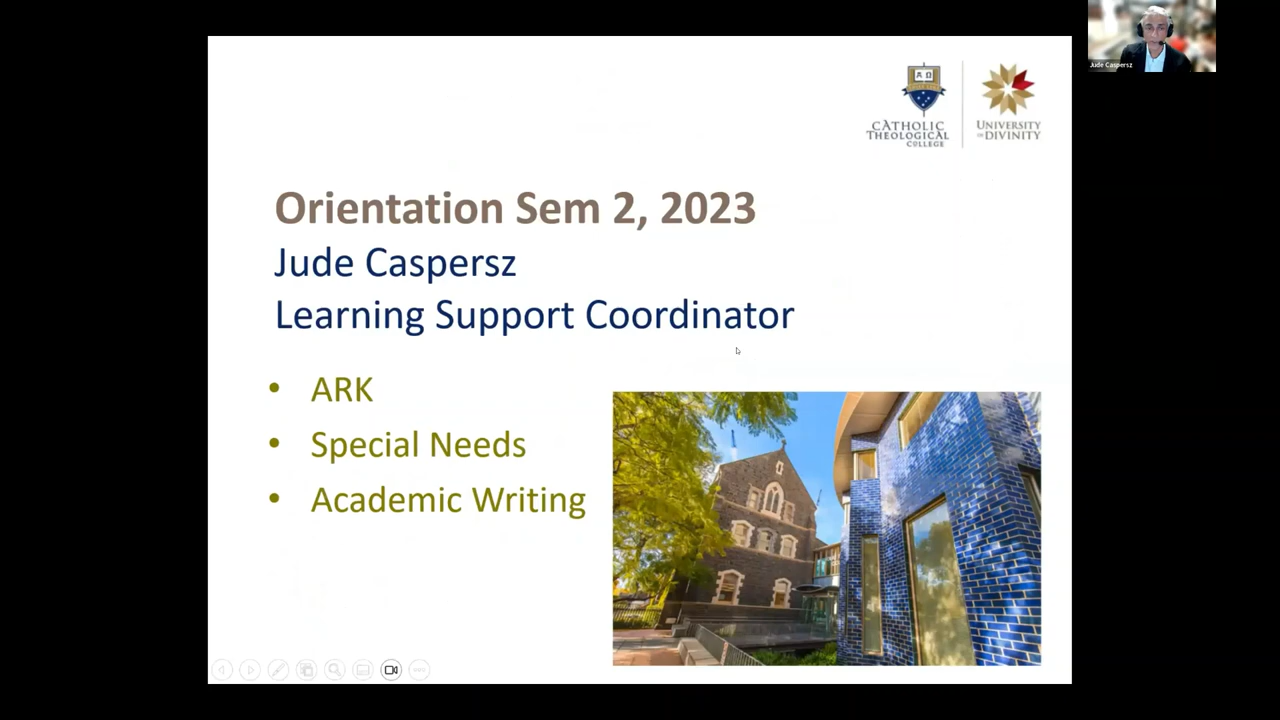 Jude Caspersz
ΑΩ
CATHOLIC
THEOLOGICAL
COLLEGE
UNIVERSITY
OF DIVINITY
Orientation Sem 2, 2023
Jude Caspersz
Learning Support Coordinator
• ARK
• Special Needs
• Academic Writing